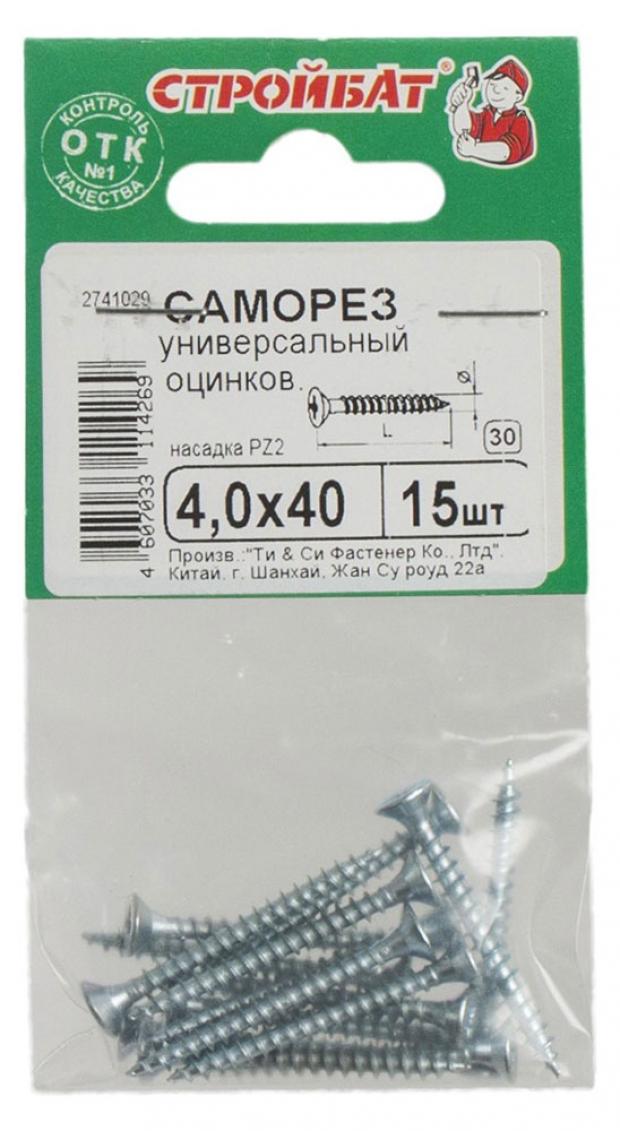 СТРОЙБАТ®
КОНТРОЛЬ
ОТК
№1
КАЧЕСТВА
2741029
САМОРЕЗ
универсальный
оцинков.
Ø
L
30
насадка PZ2
4,0х40
15шт
Произв.:"Ти & Си Фастенер Ко., Лтд".
Китай, г. Шанхай, Жан Су роуд 22а
4 607033 114269